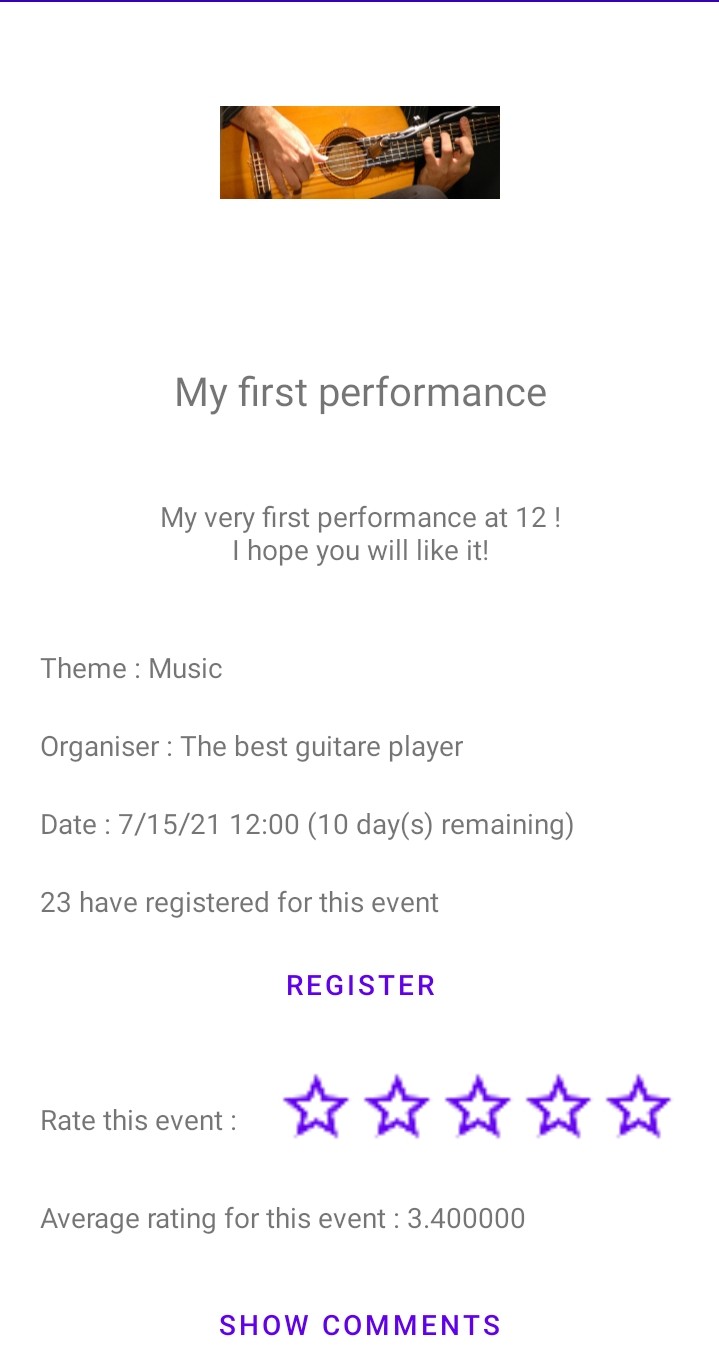 My first performance
My very first performance at 12 !
I hope you will like it!
Theme : Music
Organiser : The best guitare player
Date : 7/15/21 12:00 (10 day(s) remaining)
23 have registered for this event
REGISTER
Rate this event :
Average rating for this event : 3.400000
SHOW COMMENTS